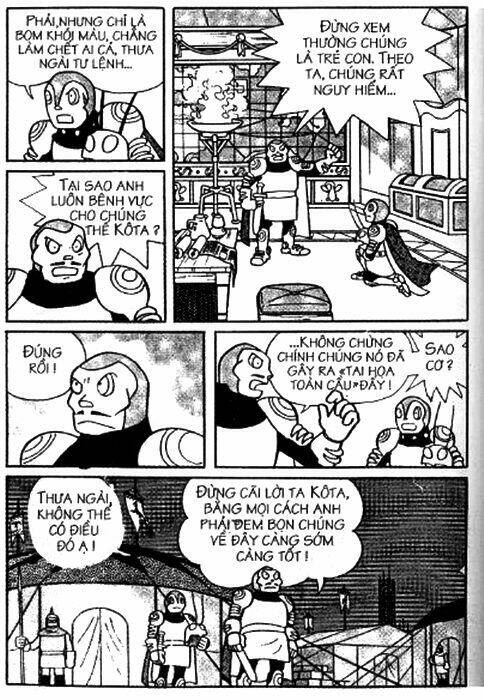 PHẢI, NHƯNG CHỈ LÀ
BOM KHỞI MÀU, CHẲNG
LÀM CHẾT AI CẢ, THƯA
NGÀI TƯ LỆNH...
ĐỪNG XEM
THƯỜNG CHÚNG
LÀ TRẺ CON. THEO
TA, CHÚNG RẤT
NGUY HIỂM...
TẠI SAO ANH
LUÔN BÊNH VỰC
CHO CHÚNG
THẾ KÔTA ?
ĐÚNG
RỒI !
...KHÔNG CHỪNG
CHÍNH CHÚNG NÓ ĐÃ
GÂY RA «TAI HỌA
TOÀN CẦU» ĐẤY !
SAO
CƠ ?
THƯA NGÀI,
KHÔNG THỂ
CÓ ĐIỀU
ĐÓ Ạ !
ĐỪNG CÃI LỜI TA KÔTA,
BẰNG MỌI CÁCH ANH
PHẢI ĐEM BỌN CHÚNG
VỀ ĐÂY CÀNG SỚM
CÀNG TỐT !